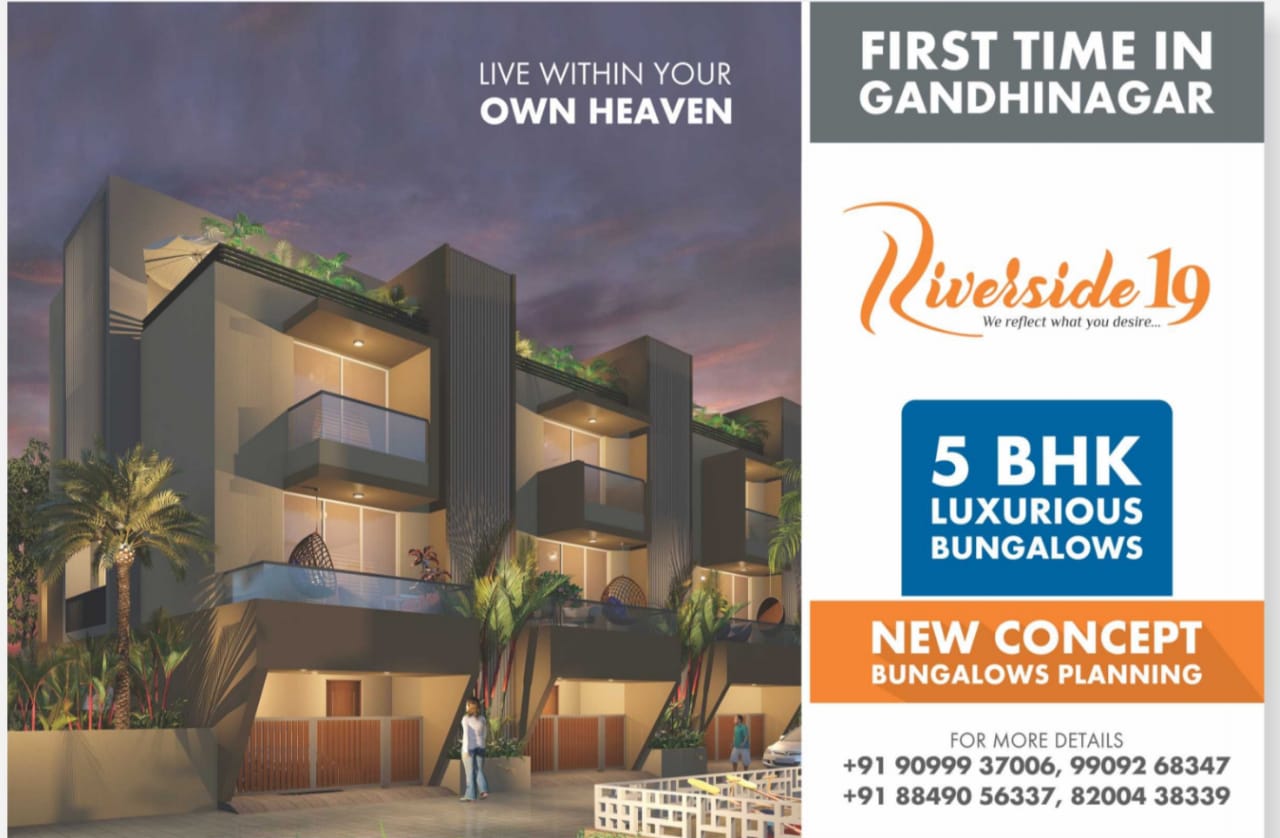 LIVE WITHIN YOUR
OWN HEAVEN
FIRST TIME IN
GANDHINAGAR
Riverside 19
We reflect what you desire...
5 BHK
LUXURIOUS
BUNGALOWS
NEW CONCEPT
BUNGALOWS PLANNING
FOR MORE DETAILS
+91 90999 37006, 99092 68347
+91 88490 56337, 82004 38339